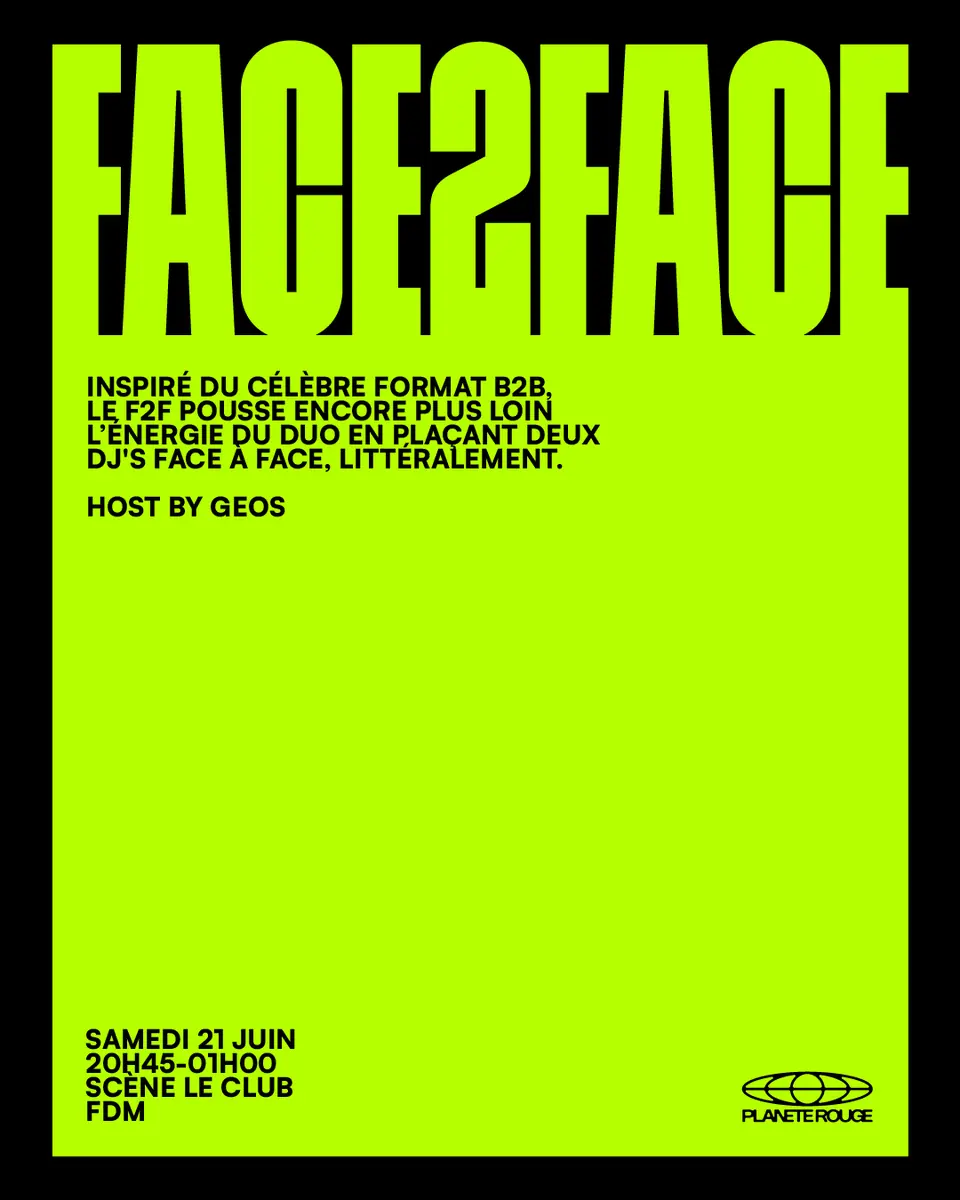 FACE2FACE
INSPIRÉ DU CÉLÈBRE FORMAT B2B,
LE F2F POUSSE ENCORE PLUS LOIN
L’ÉNERGIE DU DUO EN PLAÇANT DEUX
DJ'S FACE À FACE, LITTÉRALEMENT.
HOST BY GEOS
SAMEDI 21 JUIN
20H45-01H00
SCÈNE LE CLUB
FDM
PLANETE ROUGE